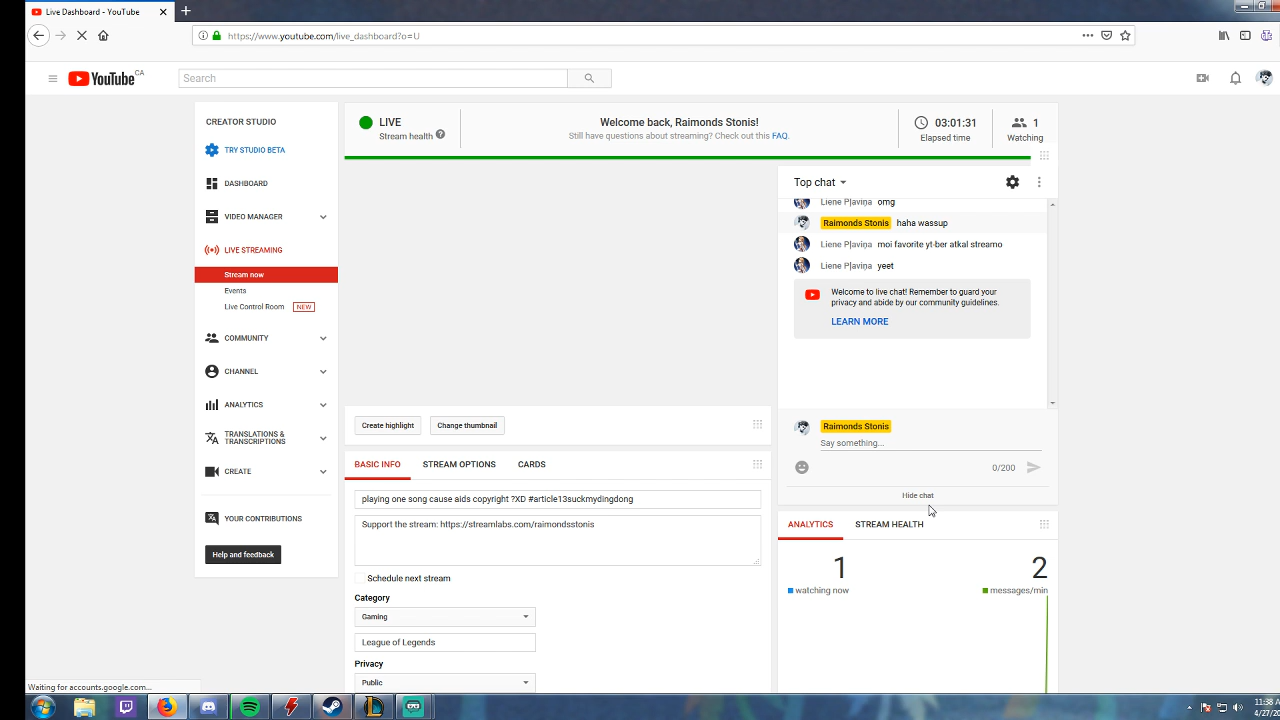 Live Dashboard - YouTube
https://www.youtube.com/live_dashboard?o=U
YouTube CA
Search
CREATOR STUDIO
TRY STUDIO BETA
DASHBOARD
VIDEO MANAGER
LIVE STREAMING
Stream now
Events
Live Control Room NEW
COMMUNITY
CHANNEL
ANALYTICS
TRANSLATIONS &
TRANSCRIPTIONS
CREATE
YOUR CONTRIBUTIONS
Help and feedback
LIVE
Stream health ?
Welcome back, Raimonds Stonis!
Still have questions about streaming? Check out this FAQ.
03:01:31
Elapsed time
1
Watching
Top chat
Liene Pļaviņa omg
Raimonds Stonis haha wassup
Liene Pļaviņa moi favorite yt-ber atkal streamo
Liene Pļaviņa yeet
Welcome to live chat! Remember to guard your
privacy and abide by our community guidelines.
LEARN MORE
Raimonds Stonis
Say something...
0/200
Hide chat
Create highlight
Change thumbnail
BASIC INFO
STREAM OPTIONS
CARDS
playing one song cause aids copyright ?XD #article13suckmydingdong
Support the stream: https://streamlabs.com/raimondsstonis
Schedule next stream
Category
Gaming
League of Legends
Privacy
Public
ANALYTICS
STREAM HEALTH
1
watching now
2
messages/min
Waiting for accounts.google.com...
11:38
4/27/20